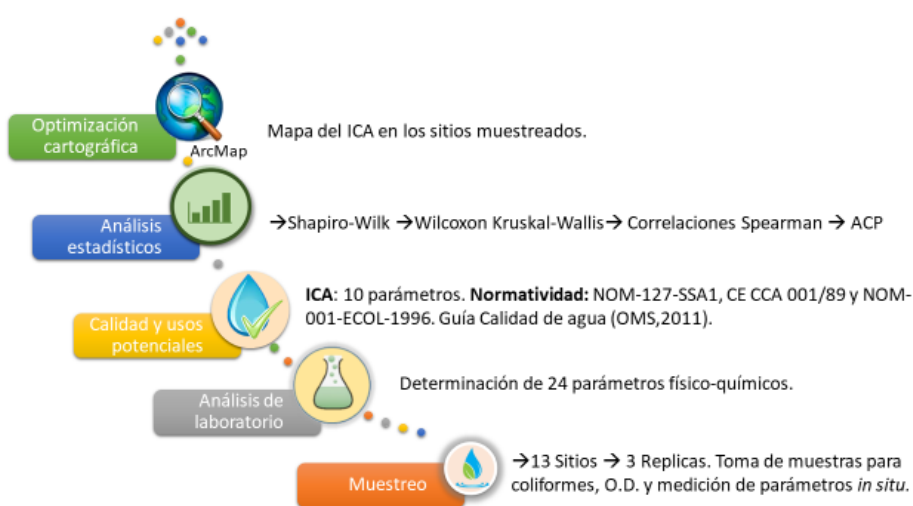 Optimización
cartográfica
ArcMap
Mapa del ICA en los sitios muestreados.
Análisis
estadísticos
→Shapiro-Wilk →Wilcoxon Kruskal-Wallis→ Correlaciones Spearman → ACP
Calidad y usos
potenciales
ICA: 10 parámetros. Normatividad: NOM-127-SSA1, CE CCA 001/89 y NOM-
001-ECOL-1996. Guía Calidad de agua (OMS,2011).
Análisis de
laboratorio
Determinación de 24 parámetros físico-químicos.
Muestreo
→13 Sitios → 3 Replicas. Toma de muestras para
coliformes, O.D. y medición de parámetros in situ.